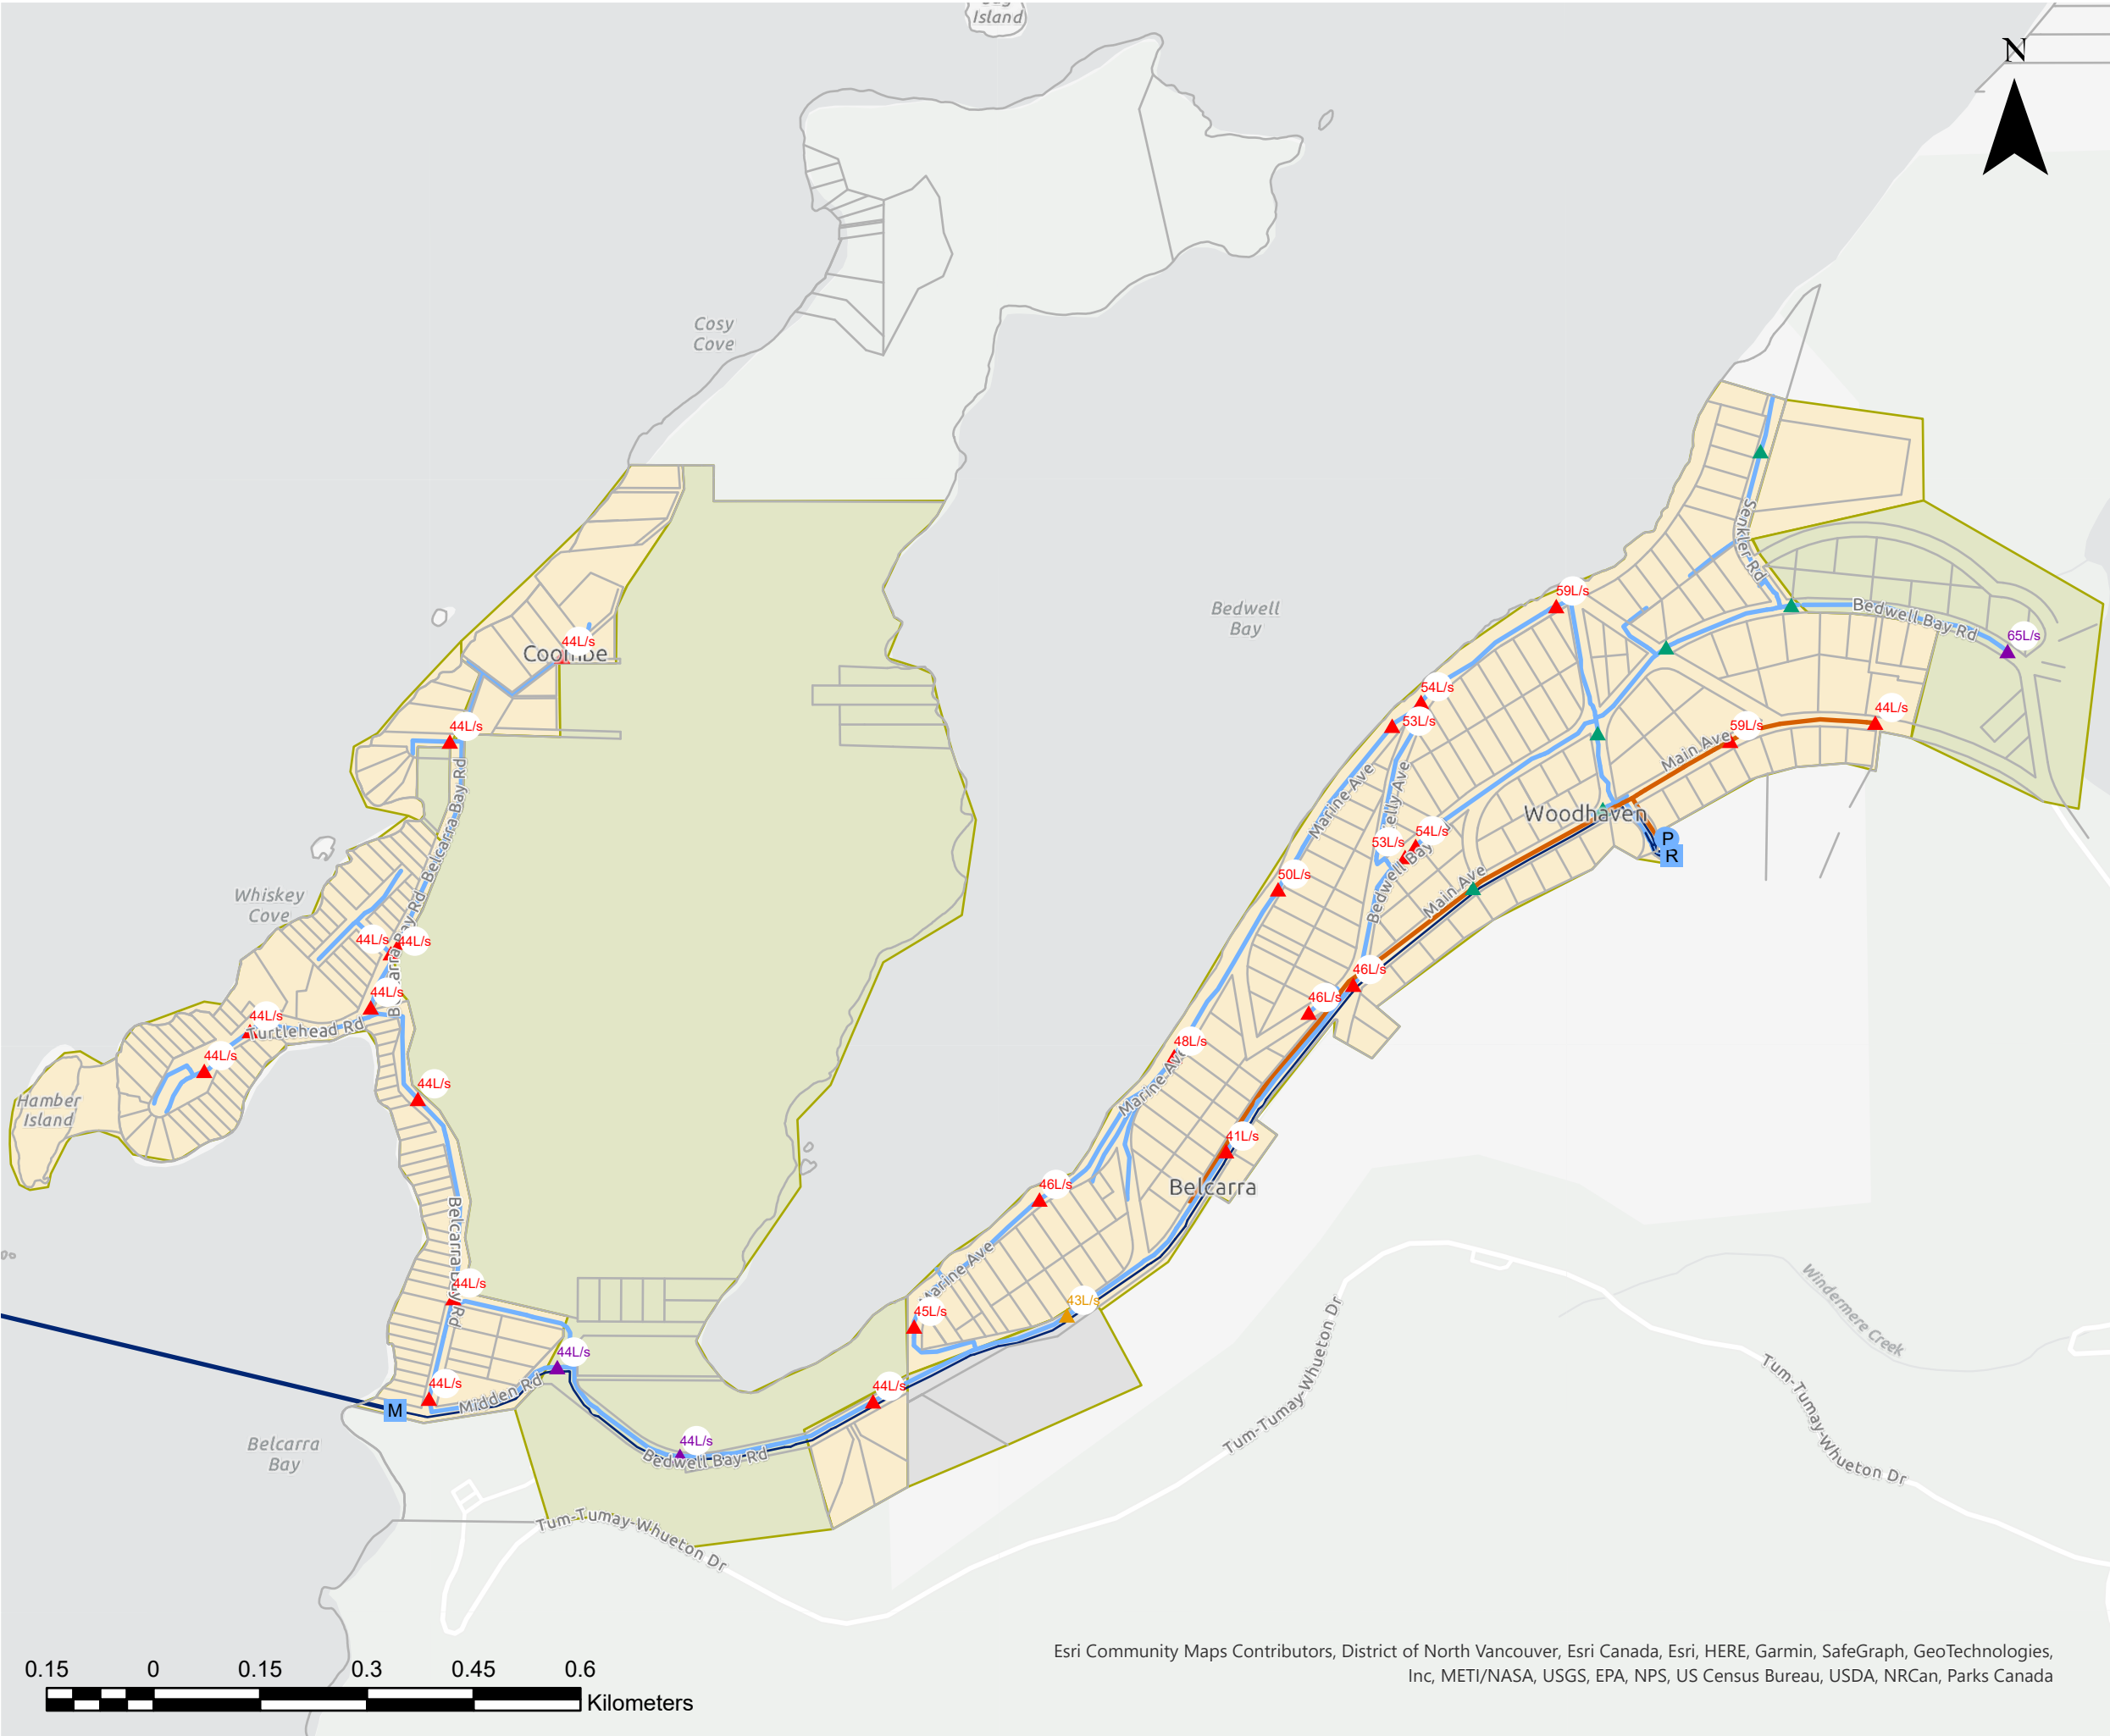 Island
N
Cosy
Cove
Bedwell
Bay
59L/s
Senkler Rd
Bedwell Bay Rd
65L/s
44L/s
Coombe
54L/s
53L/s
44L/s
59L/s
Main Ave
44L/s
Marine Ave
Woodhaven
54L/s
53L/s
P
R
Belcarra Bay Rd
Bedwell Bay
50L/s
Main Ave
Whiskey
Cove
44L/s
44L/s
46L/s
44L/s
46L/s
44L/s
Turtlehead Rd
44L/s
48L/s
Marine Ave
44L/s
Hamber
Island
41L/s
Belcarra
46L/s
Marine Ave
Belcarra Bay Rd
44L/s
45L/s
43L/s
Windermere Creek
44L/s
44L/s
44L/s
Midden Rd
M
Belcarra
Bay
44L/s
Bedwell Bay Rd
Tum-Tumay-Whueton Dr
Tum-Tumay-Whueton Dr
Tum-Tumay-Whueton Dr
Esri Community Maps Contributors, District of North Vancouver, Esri Canada, Esri, HERE, Garmin, SafeGraph, GeoTechnologies,
Inc, METI/NASA, USGS, EPA, NPS, US Census Bureau, USDA, NRCan, Parks Canada
0.15 0 0.15 0.3 0.45 0.6
Kilometers